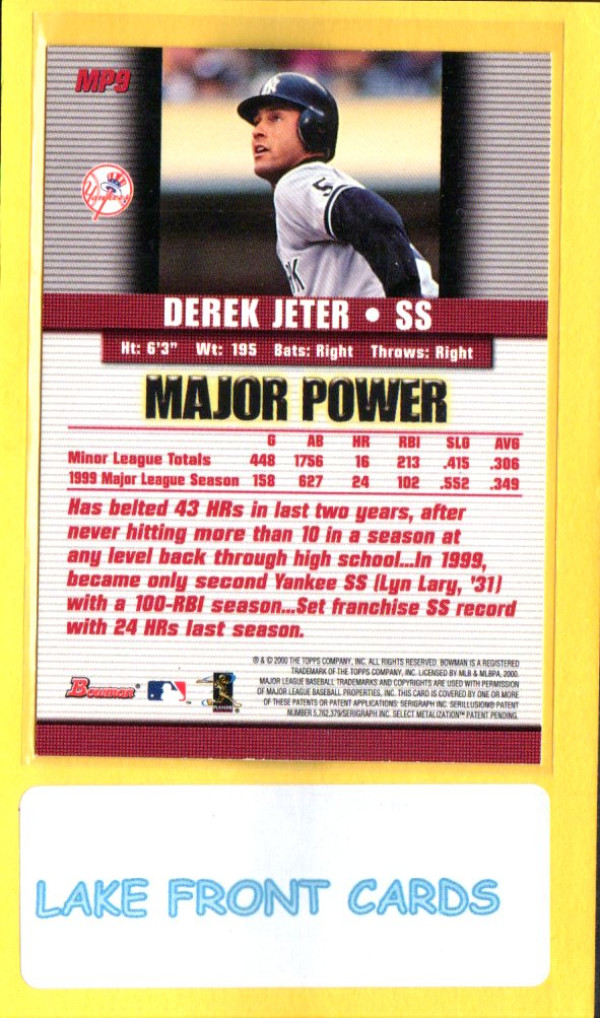 MP9
NY
Yankees
5
K
DEREK JETER • SS
Ht: 6'3" Wt: 195 Bats: Right Throws: Right
MAJOR POWER
G AB HR RBI SLG AVG
Minor League Totals 448 1756 16 213 .415 .306
1999 Major League Season 158 627 24 102 .552 .349
Has belted 43 HRs in last two years, after
never hitting more than 10 in a season at
any level back through high school...In 1999,
became only second Yankee SS (Lyn Lary, '31)
with a 100-RBI season...Set franchise SS record
with 24 HRs last season.
® & © 2000 THE TOPPS COMPANY, INC. ALL RIGHTS RESERVED. BOWMAN IS A REGISTERED
TRADEMARK OF THE TOPPS COMPANY, INC. LICENSED BY MLB & MLBPA, 2000.
MAJOR LEAGUE BASEBALL TRADEMARKS AND COPYRIGHTS ARE USED WITH PERMISSION
OF MAJOR LEAGUE BASEBALL PROPERTIES, INC. THIS CARD IS COVERED BY ONE OR MORE
OF THESE PATENTS OR PATENT APPLICATIONS: SERIGRAPH INC. SERILLUSION® PATENT
NUMBER 5,762,379/SERIGRAPH INC. SELECT METALIZATION™ PATENT PENDING.
Bowman
LAKE FRONT CARDS